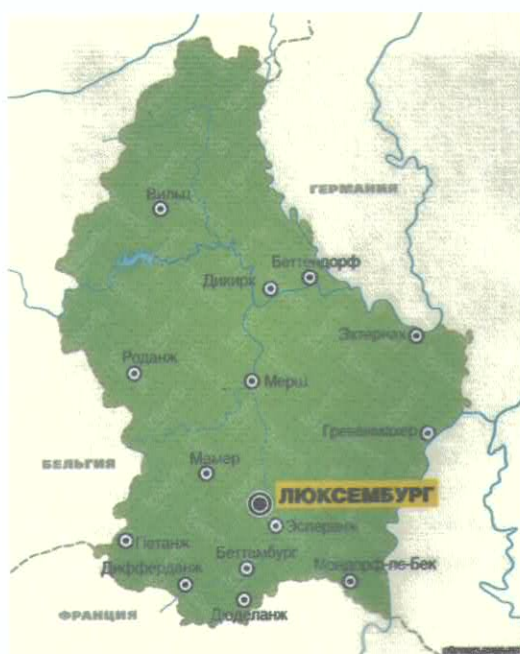 ГЕРМАНИЯ
Вильц
Беттендорф
Дикирх
Эхтернах
Роданж
Мерш
Гревенмахер
БЕЛЬГИЯ
Мамер
ЛЮКСЕМБУРГ
Эсперанж
Петанж
Беттембург
Дифферданж
Мондорф-ле-Бек
Дюделанж
ФРАНЦИЯ